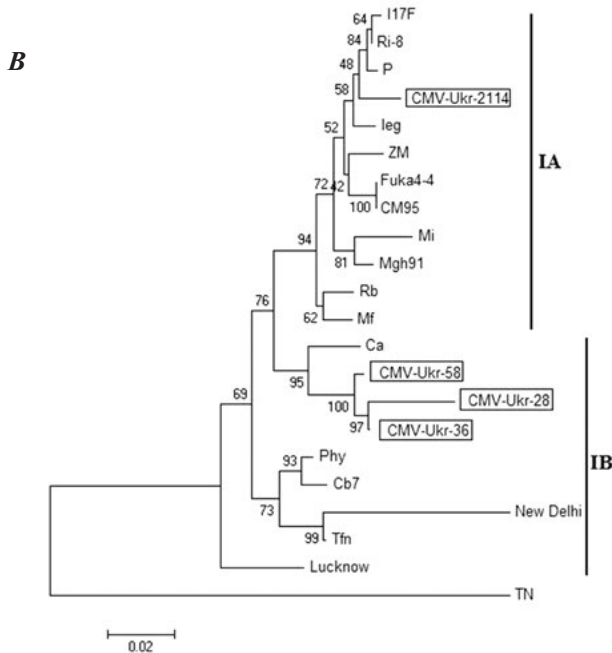 B
I17F
64
Ri-8
84
P
48
CMV-Ukr-2114
58
Ieg
52
ZM
IA
72
42
Fuka4-4
100
CM95
Mi
94
81
Mgh91
Rb
76
62
Mf
Ca
95
CMV-Ukr-58
100
CMV-Ukr-28
69
97
CMV-Ukr-36
IB
93
Phy
Cb7
73
New Delhi
99
Tfn
Lucknow
TN
0.02